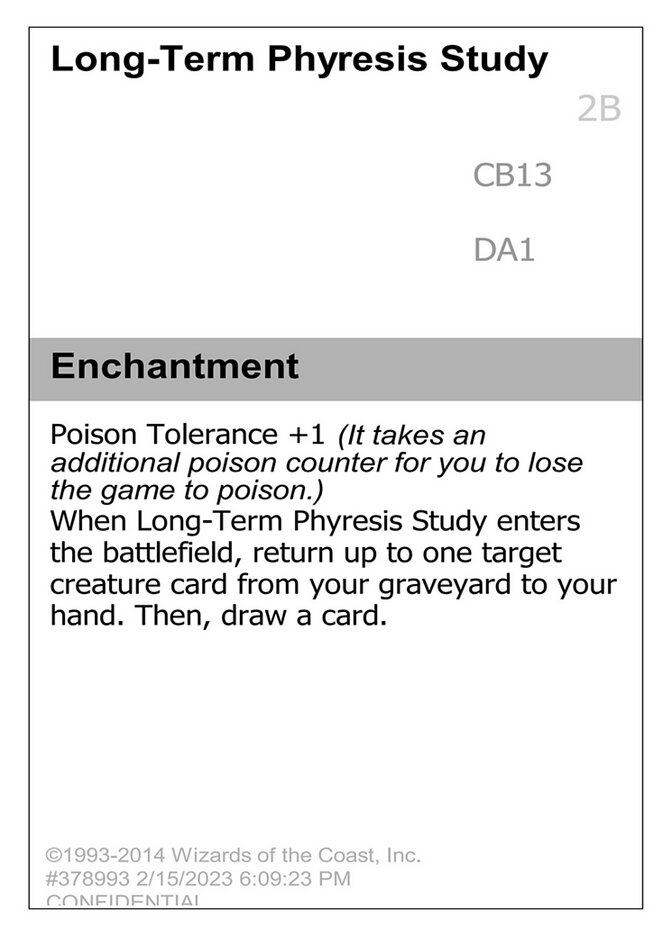 Long-Term Phyresis Study
2B
CB13
DA1
Enchantment
Poison Tolerance +1 (It takes an
additional poison counter for you to lose
the game to poison.)
When Long-Term Phyresis Study enters
the battlefield, return up to one target
creature card from your graveyard to your
hand. Then, draw a card.
©1993-2014 Wizards of the Coast, Inc.
#378993 2/15/2023 6:09:23 PM
CONFIDENTIAL